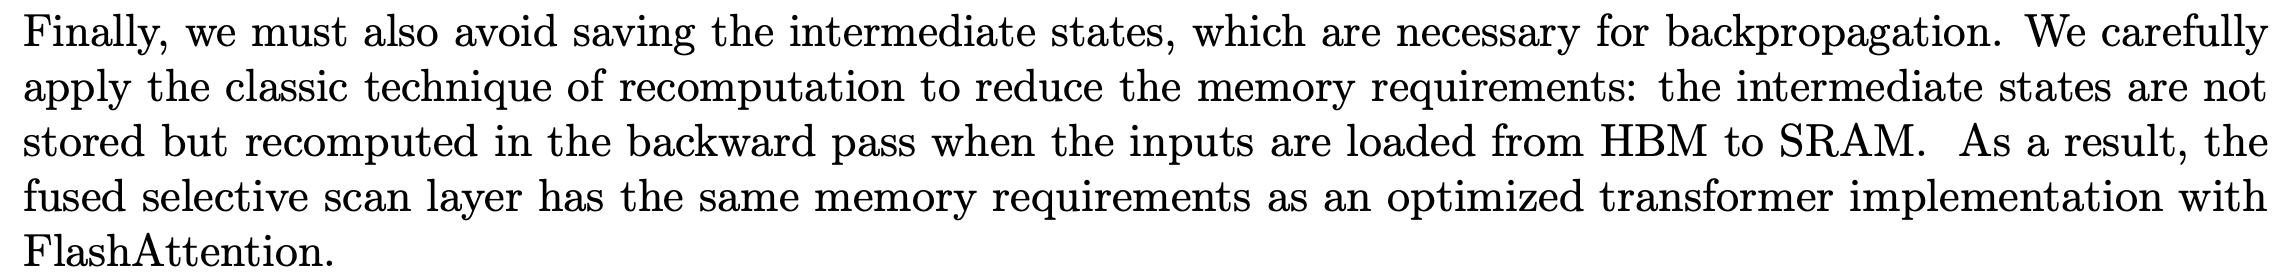 Finally, we must also avoid saving the intermediate states, which are necessary for backpropagation. We carefully
apply the classic technique of recomputation to reduce the memory requirements: the intermediate states are not
stored but recomputed in the backward pass when the inputs are loaded from HBM to SRAM. As a result, the
fused selective scan layer has the same memory requirements as an optimized transformer implementation with
FlashAttention.